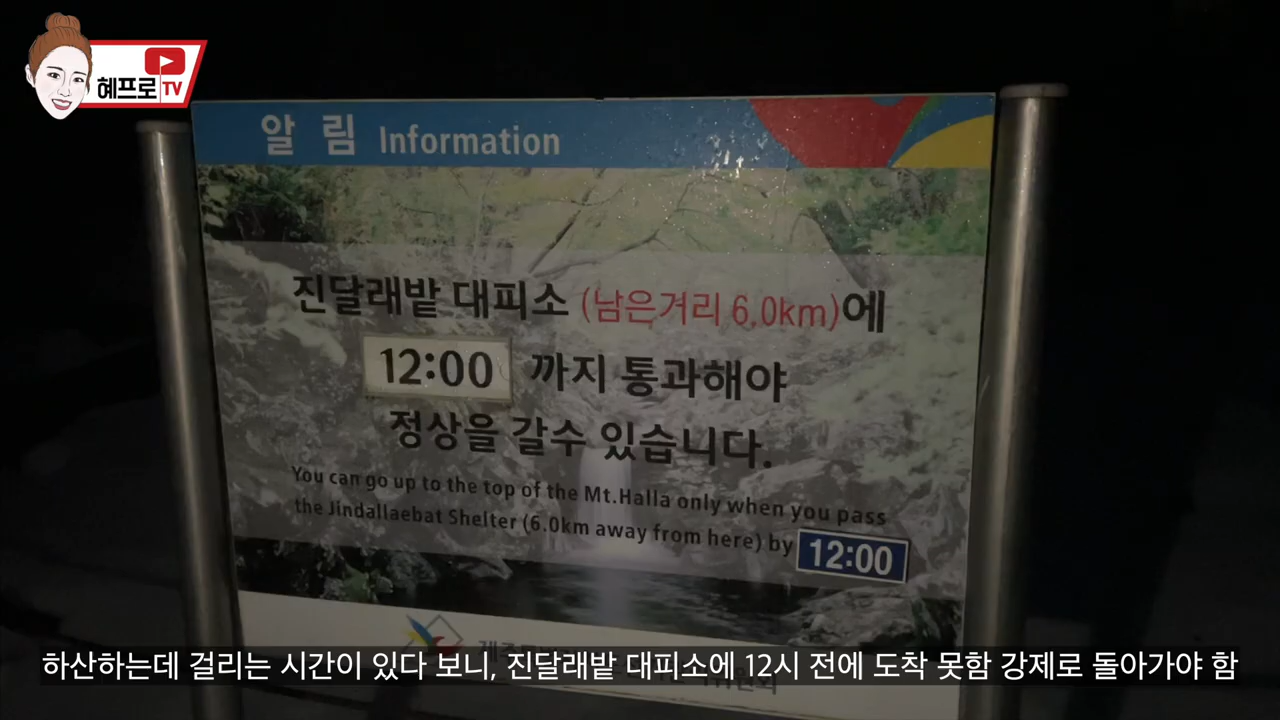 혜프로 TV
알 림 Information
진달래밭 대피소 (남은거리 6.0km)에
12:00 까지 통과해야
정상을 갈수 있습니다.
You can go up to the top of the Mt.Halla only when you pass
the Jindallaebat Shelter (6.0km away from here) by 12:00
하산하는데 걸리는 시간이 있다 보니, 진달래밭 대피소에 12시 전에 도착 못함 강제로 돌아가야 함